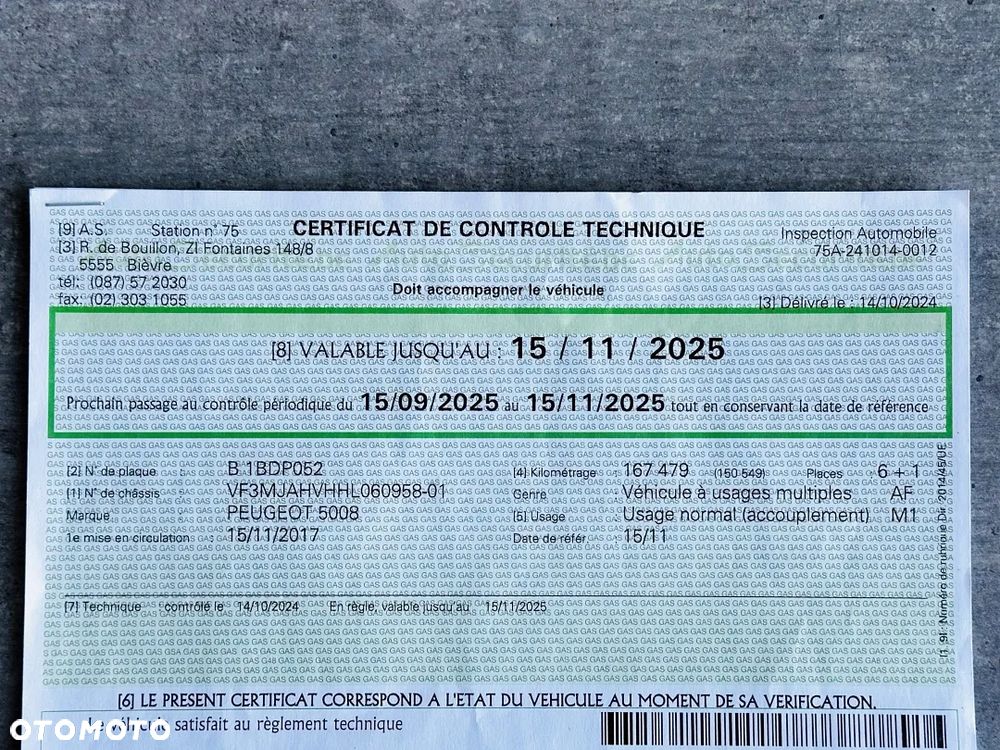 [9] A.S. Station n° 75 CERTIFICAT DE CONTROLE TECHNIQUE Inspection Automobile
[3] R. de Bouillon, ZI Fontaines 148/8 75A-241014-0012
5555 Bièvre
tél: (087) 57 2030 Doit accompagner le véhicule
fax: (02) 303 1055 [3] Délivré le : 14/10/2024
[8] VALABLE JUSQU'AU : 15 / 11 / 2025
Prochain passage au contrôle périodique du 15/09/2025 au 15/11/2025 tout en conservant la date de référence
[2] N° de plaque : B 1BDP052 [4] Kilométrage : 167 479 (150 549) Places 6 + 1
[1] N° de châssis : VF3MJAHVHHL060958-01 Genre : Véhicule à usages multiples AF
Marque : PEUGEOT 5008 [5] Usage : Usage normal (accouplement) M1
1e mise en circulation : 15/11/2017 Date de référ. : 15/11
[7] Technique : contrôlé le 14/10/2024 En règle, valable jusqu'au 15/11/2025
[6] LE PRESENT CERTIFICAT CORRESPOND A L'ETAT DU VEHICULE AU MOMENT DE SA VERIFICATION.
Le véhicule satisfait au règlement technique
OTOMOTO